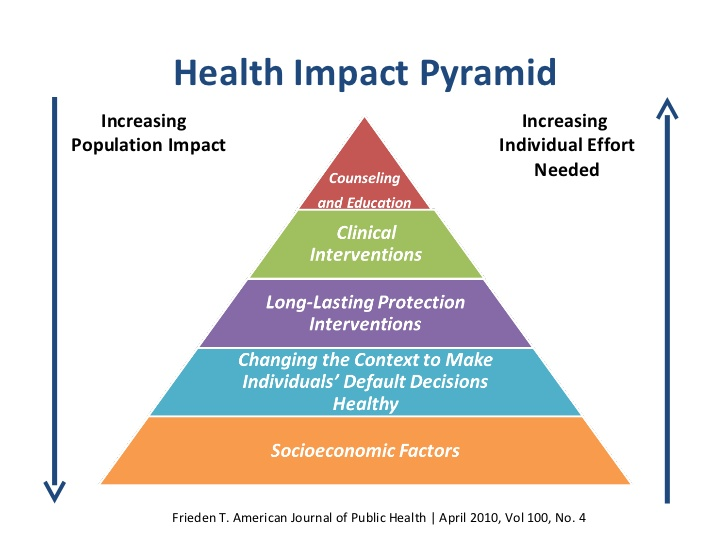 Health Impact Pyramid
Increasing
Population Impact
Increasing
Individual Effort
Needed
Counseling
and Education
Clinical
Interventions
Long-Lasting Protection
Interventions
Changing the Context to Make
Individuals’ Default Decisions
Healthy
Socioeconomic Factors
Frieden T. American Journal of Public Health | April 2010, Vol 100, No. 4